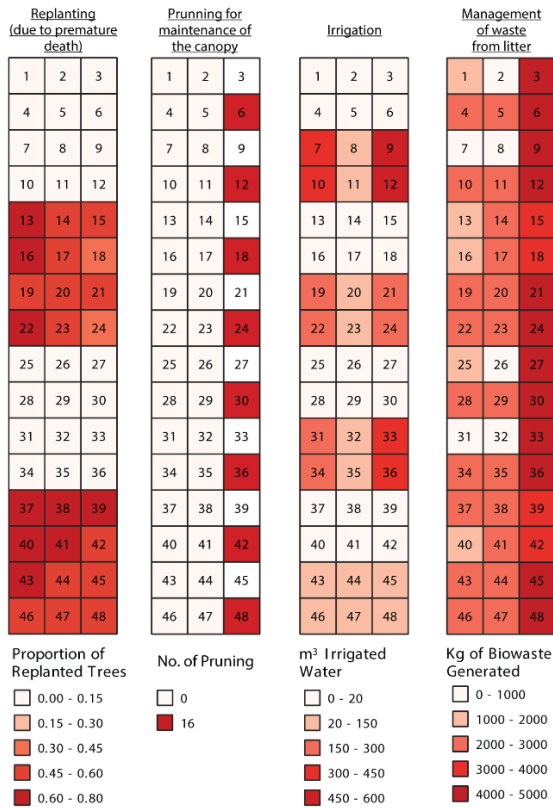 Replanting
(due to premature
death)
Prunning for
maintenance of
the canopy
Irrigation
Management
of waste
from litter
1 2 3 1 2 3 1 2 3 1 2 3
4 5 6 4 5 6 4 5 6 4 5 6
7 8 9 7 8 9 7 8 9 7 8 9
10 11 12 10 11 12 10 11 12 10 11 12
13 14 15 13 14 15 13 14 15 13 14 15
16 17 18 16 17 18 16 17 18 16 17 18
19 20 21 19 20 21 19 20 21 19 20 21
22 23 24 22 23 24 22 23 24 22 23 24
25 26 27 25 26 27 25 26 27 25 26 27
28 29 30 28 29 30 28 29 30 28 29 30
31 32 33 31 32 33 31 32 33 31 32 33
34 35 36 34 35 36 34 35 36 34 35 36
37 38 39 37 38 39 37 38 39 37 38 39
40 41 42 40 41 42 40 41 42 40 41 42
43 44 45 43 44 45 43 44 45 43 44 45
46 47 48 46 47 48 46 47 48 46 47 48
Proportion of
Replanted Trees
0.00 - 0.15
0.15 - 0.30
0.30 - 0.45
0.45 - 0.60
0.60 - 0.80
No. of Pruning
0
16
m³ Irrigated
Water
0 - 20
20 - 150
150 - 300
300 - 450
450 - 600
Kg of Biowaste
Generated
0 - 1000
1000 - 2000
2000 - 3000
3000 - 4000
4000 - 5000